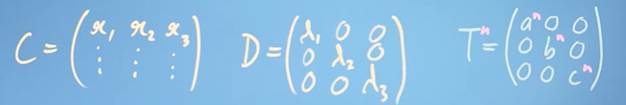 C = ( x₁ x₂ x₃ ⋮ ⋮ ⋮ ) D = ( λ₁ 0 0 0 λ₂ 0 0 0 λ₃ ) Tⁿ = ( aⁿ 0 0 0 bⁿ 0 0 0 cⁿ )